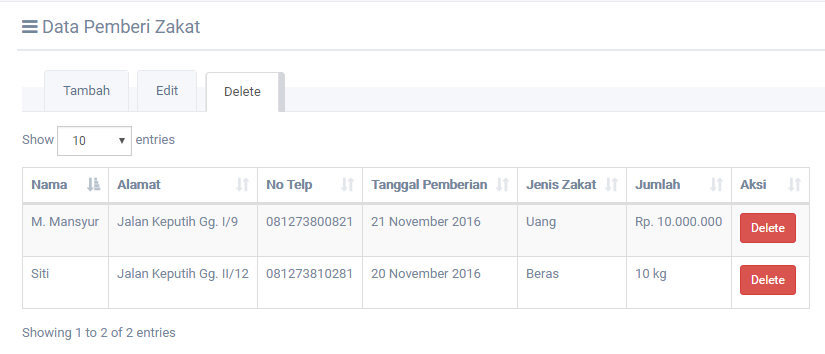 Data Pemberi Zakat
Tambah Edit Delete
Show 10 entries
Nama Alamat No Telp Tanggal Pemberian Jenis Zakat Jumlah Aksi
M. Mansyur Jalan Keputih Gg. I/9 081273800821 21 November 2016 Uang Rp. 10.000.000 Delete
Siti Jalan Keputih Gg. II/12 081273810281 20 November 2016 Beras 10 kg Delete
Showing 1 to 2 of 2 entries